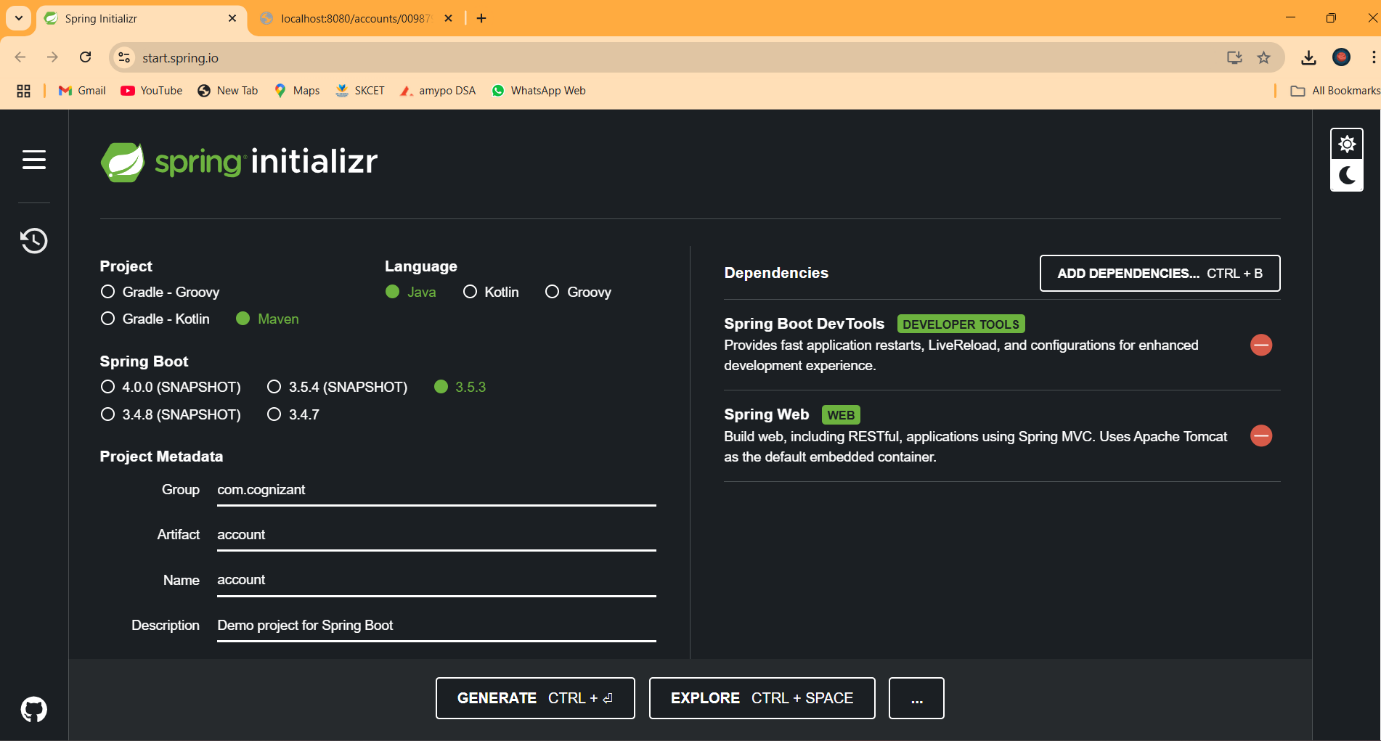 Spring Initializr
localhost:8080/accounts/0098
start.spring.io
Gmail
YouTube
New Tab
Maps
SKCET
amypo DSA
WhatsApp Web
All Bookmarks
spring initializr
Project
Gradle - Groovy
Gradle - Kotlin
Maven
Language
Java
Kotlin
Groovy
Spring Boot
4.0.0 (SNAPSHOT)
3.5.4 (SNAPSHOT)
3.5.3
3.4.8 (SNAPSHOT)
3.4.7
Project Metadata
Group com.cognizant
Artifact account
Name account
Description Demo project for Spring Boot
Dependencies
ADD DEPENDENCIES... CTRL + B
Spring Boot DevTools DEVELOPER TOOLS
Provides fast application restarts, LiveReload, and configurations for enhanced
development experience.
Spring Web WEB
Build web, including RESTful, applications using Spring MVC. Uses Apache Tomcat
as the default embedded container.
GENERATE CTRL + ⏎
EXPLORE CTRL + SPACE
...